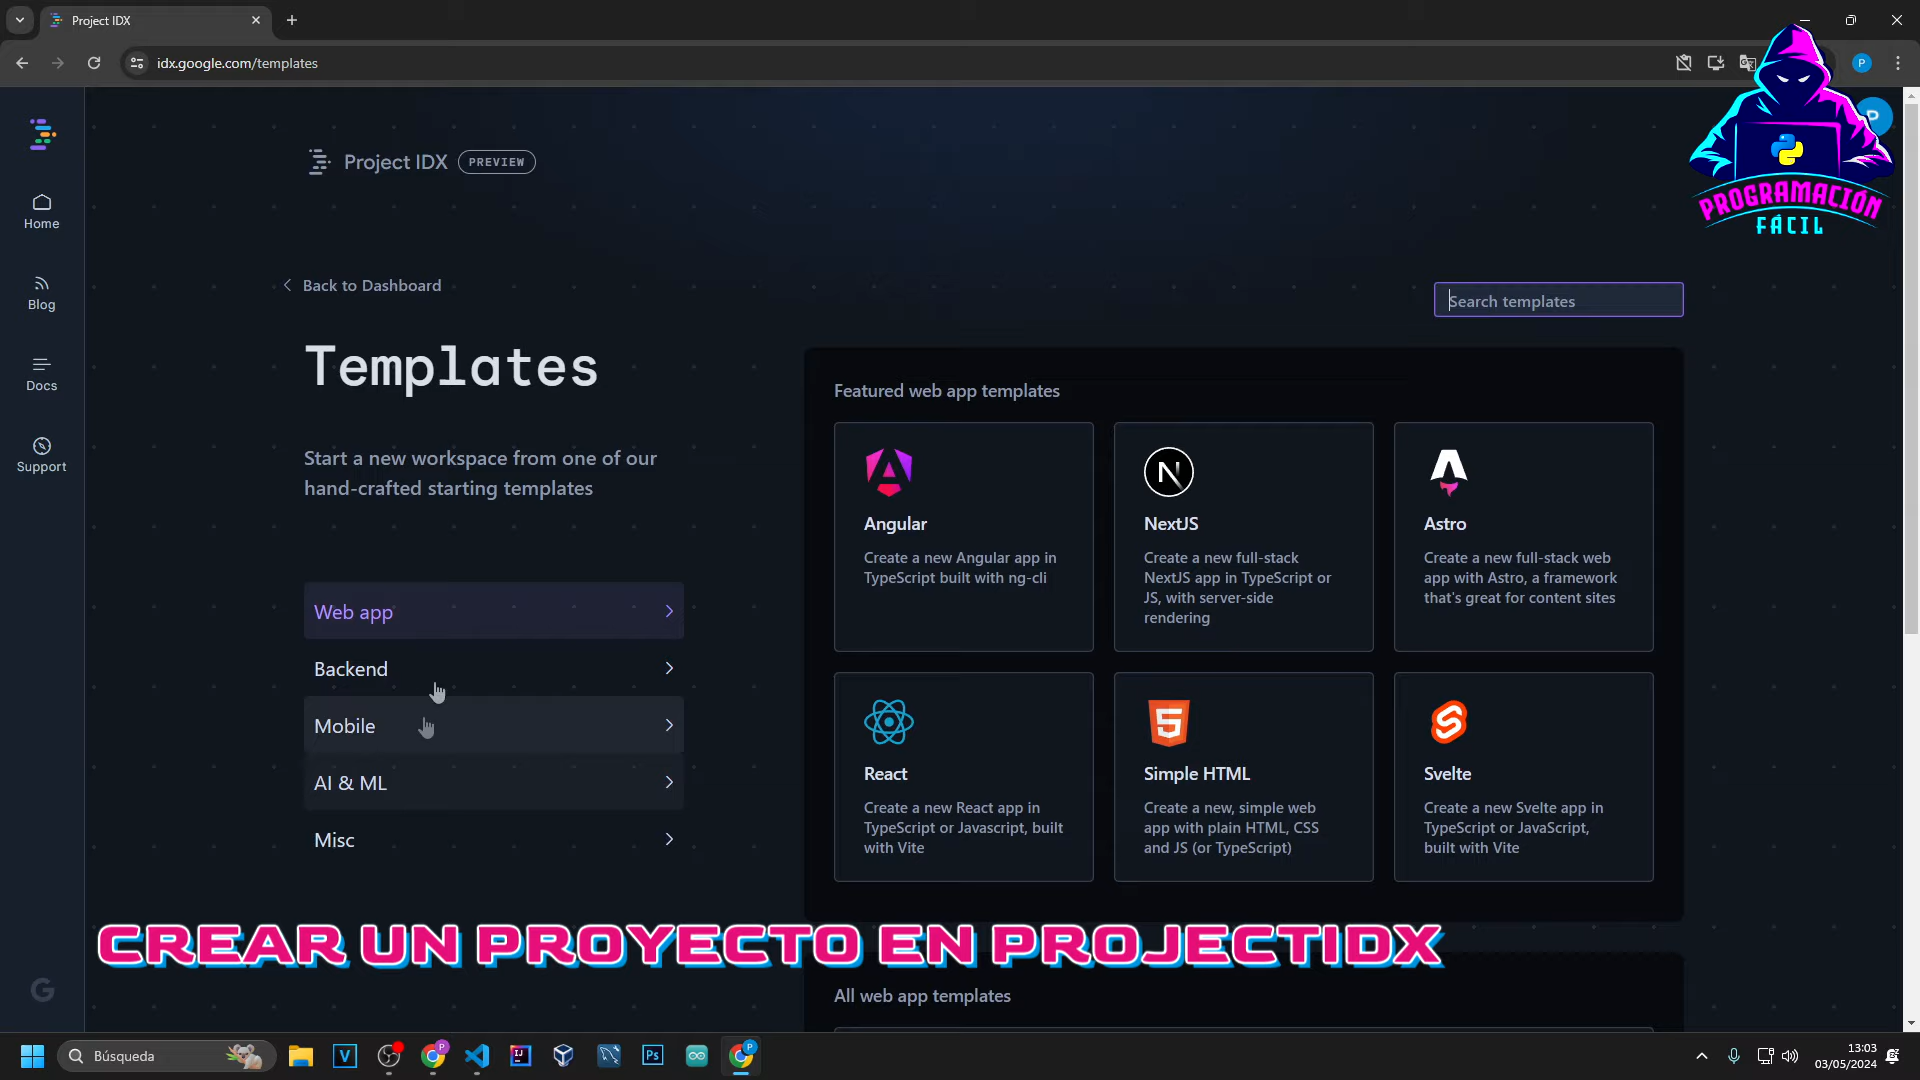 Project IDX
idx.google.com/templates
P
P
PROGRAMACIÓN
FÁCIL
Project IDX
PREVIEW
Home
Blog
Docs
Support
Back to Dashboard
Search templates
Templates
Start a new workspace from one of our
hand-crafted starting templates
Web app
Backend
Mobile
AI & ML
Misc
Featured web app templates
Angular
Create a new Angular app in
TypeScript built with ng-cli
N
NextJS
Create a new full-stack
NextJS app in TypeScript or
JS, with server-side
rendering
Astro
Create a new full-stack web
app with Astro, a framework
that's great for content sites
React
Create a new React app in
TypeScript or Javascript, built
with Vite
5
Simple HTML
Create a new, simple web
app with plain HTML, CSS
and JS (or TypeScript)
Svelte
Create a new Svelte app in
TypeScript or JavaScript,
built with Vite
CREAR UN PROYECTO EN PROJECTIDX
All web app templates
G
Búsqueda
V
P
IJ
Ps
P
13:03
03/05/2024